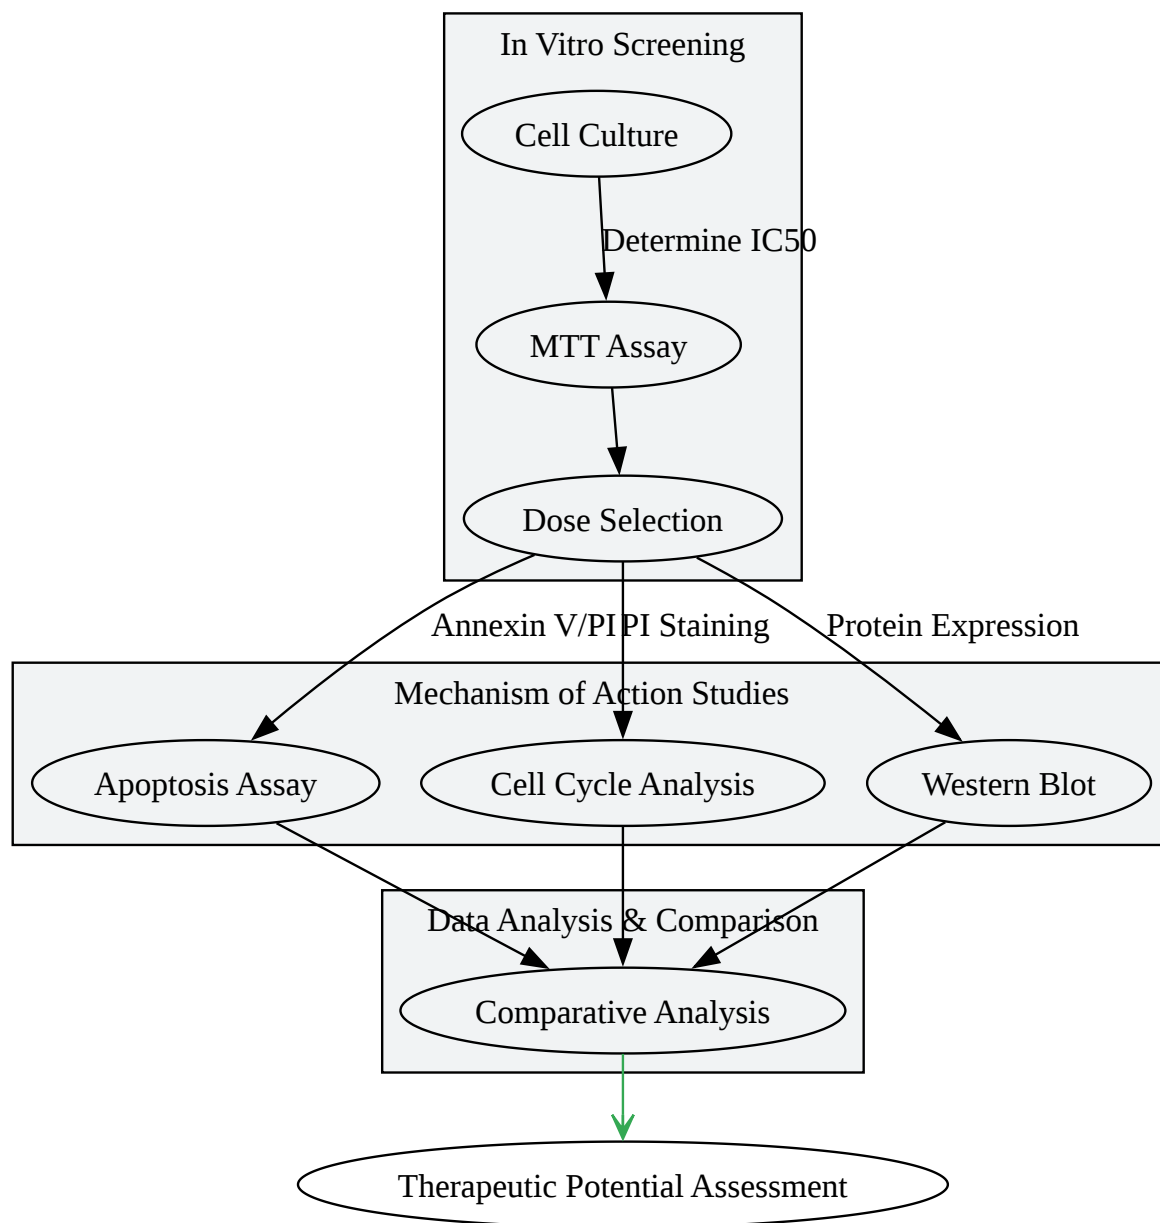 In Vitro Screening
Cell Culture
Determine IC50
MTT Assay
Dose Selection
Annexin V/PI
PI Staining
Protein Expression
Mechanism of Action Studies
Apoptosis Assay
Cell Cycle Analysis
Western Blot
Data Analysis & Comparison
Comparative Analysis
Therapeutic Potential Assessment